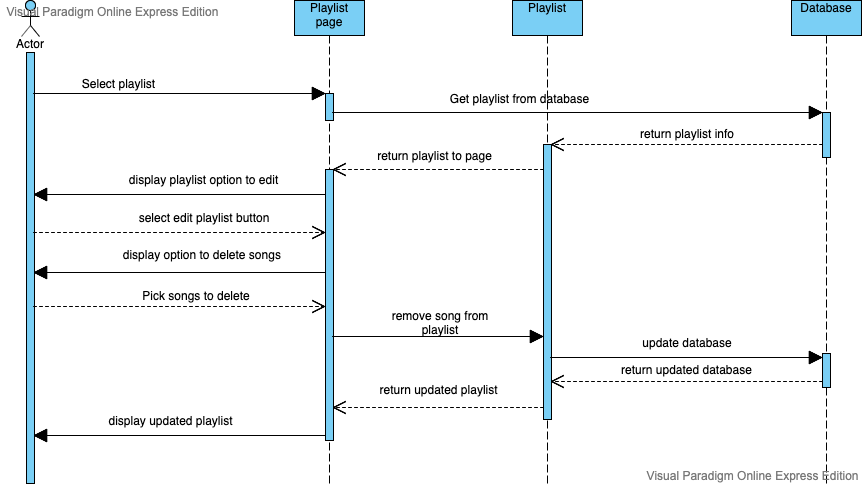 Visual Paradigm Online Express Edition
Actor
Playlist
page
Playlist
Database
Select playlist
Get playlist from database
return playlist info
return playlist to page
display playlist option to edit
select edit playlist button
display option to delete songs
Pick songs to delete
remove song from
playlist
update database
return updated database
return updated playlist
display updated playlist
Visual Paradigm Online Express Edition